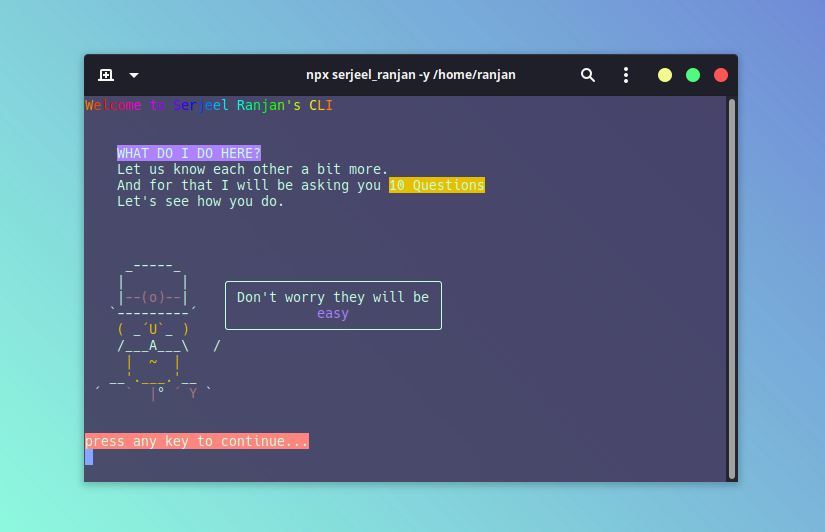 npx serjeel_ranjan -y /home/ranjan
Welcome to Serjeel Ranjan's CLI
WHAT DO I DO HERE?
Let us know each other a bit more.
And for that I will be asking you 10 Questions
Let's see how you do.
Don't worry they will be
easy
press any key to continue...